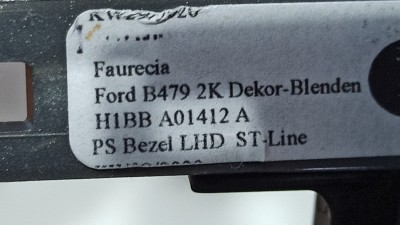 Faurecia
Ford B479 2K Dekor-Blenden
H1BB A01412 A
PS Bezel LHD ST-Line